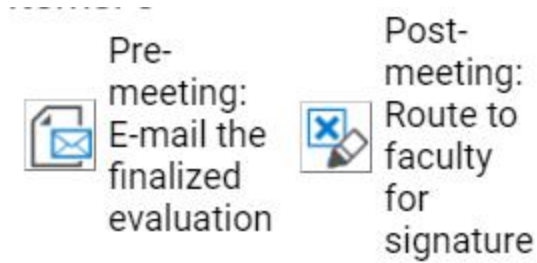 Pre-
meeting:
E-mail the
finalized
evaluation
Post-
meeting:
Route to
faculty
for
signature